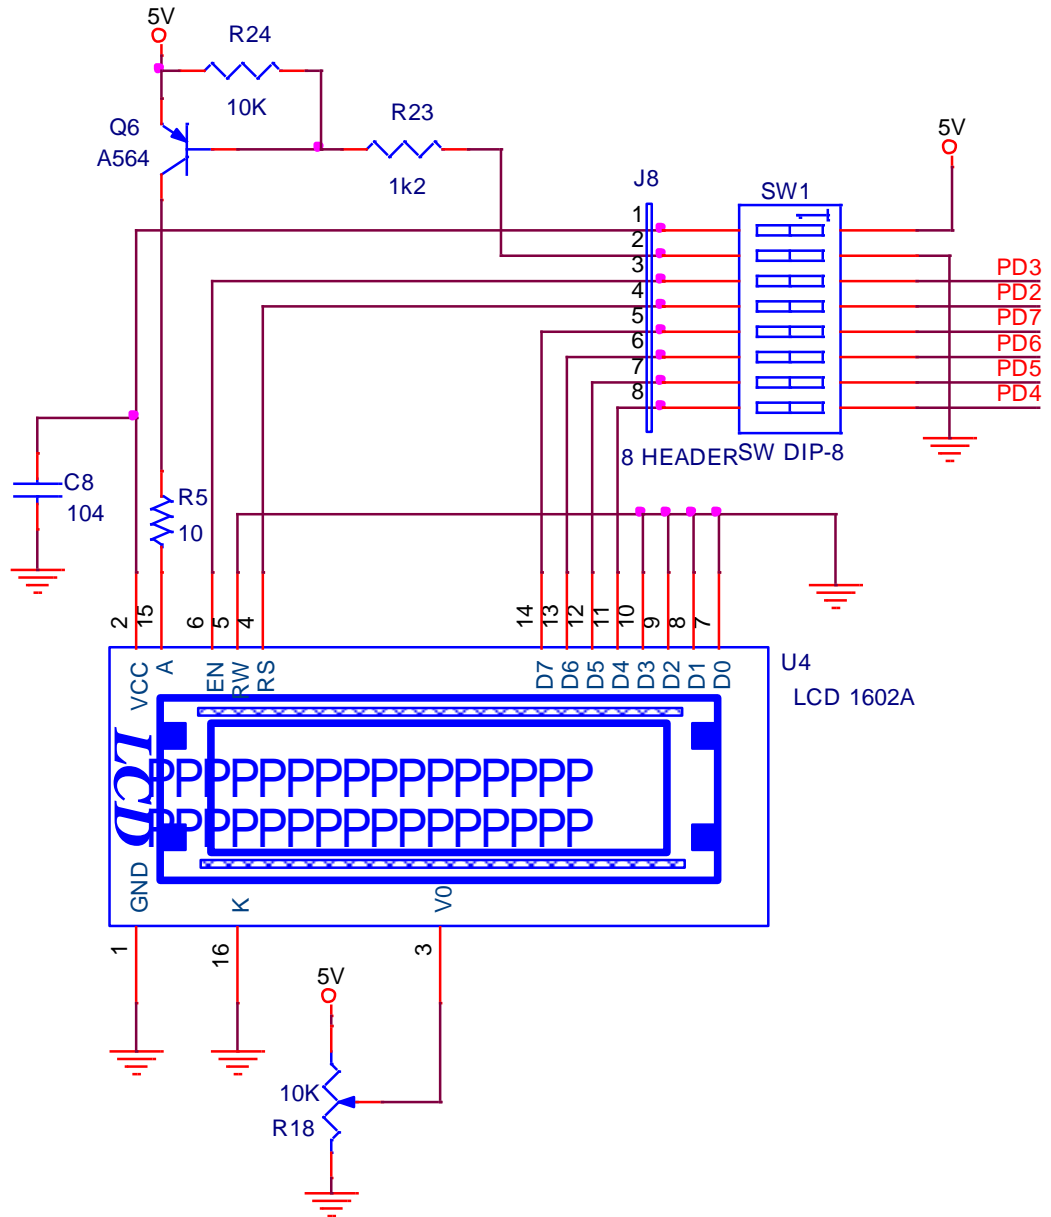 5V
R24
10K
Q6
A564
R23
1k2
5V
J8
SW1
1
2
3
4
5
6
7
8
PD3
PD2
PD7
PD6
PD5
PD4
8 HEADER
SW DIP-8
C8
104
R5
10
2
15
6
5
4
14
13
12
11
10
9
8
7
VCC
A
EN
RW
RS
D7
D6
D5
D4
D3
D2
D1
D0
U4
LCD 1602A
LCD
PPPPPPPPPPPPPPPP
PPPPPPPPPPPPPPPP
GND
K
V0
1
16
3
5V
10K
R18